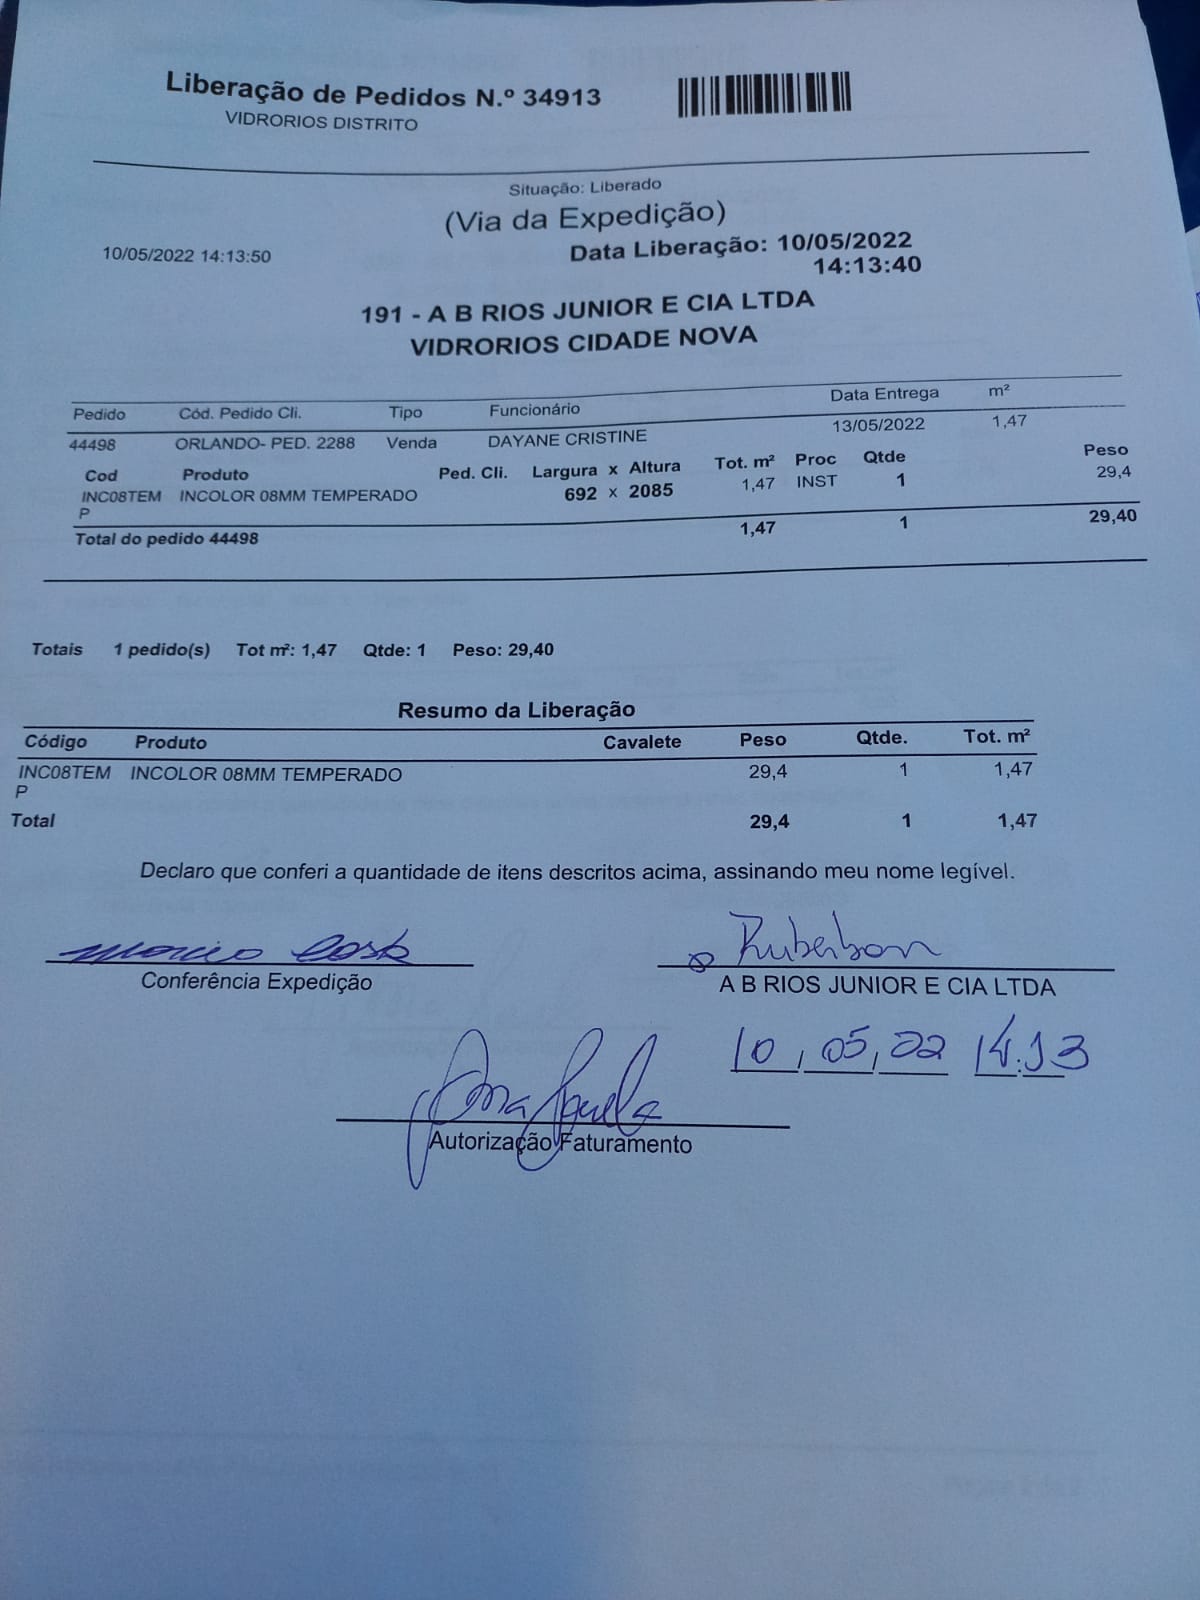 Liberação de Pedidos N.º 34913
VIDRORIOS DISTRITO
Situação: Liberado
(Via da Expedição)
10/05/2022 14:13:50 Data Liberação: 10/05/2022
14:13:40
191 - A B RIOS JUNIOR E CIA LTDA
VIDRORIOS CIDADE NOVA
Pedido Cód. Pedido Cli. Tipo Funcionário Data Entrega m²
44498 ORLANDO- PED. 2288 Venda DAYANE CRISTINE 13/05/2022 1,47
Cod Produto Ped. Cli. Largura x Altura Tot. m² Proc Qtde Peso
INC08TEM INCOLOR 08MM TEMPERADO 692 x 2085 1,47 INST 1 29,4
P
Total do pedido 44498 1,47 1 29,40
Totais 1 pedido(s) Tot m²: 1,47 Qtde: 1 Peso: 29,40
Resumo da Liberação
Código Produto Cavalete Peso Qtde. Tot. m²
INC08TEM INCOLOR 08MM TEMPERADO 29,4 1 1,47
P
Total 29,4 1 1,47
Declaro que conferi a quantidade de itens descritos acima, assinando meu nome legível.
Costa
Conferência Expedição
A B RIOS JUNIOR E CIA LTDA
10, 05, 22 14:13
Ana
Autorização Faturamento